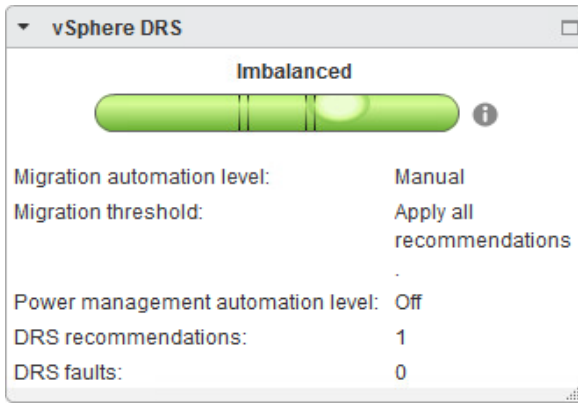 vSphere DRS
Imbalanced
Migration automation level: Manual
Migration threshold: Apply all
recommendations
.
Power management automation level: Off
DRS recommendations: 1
DRS faults: 0